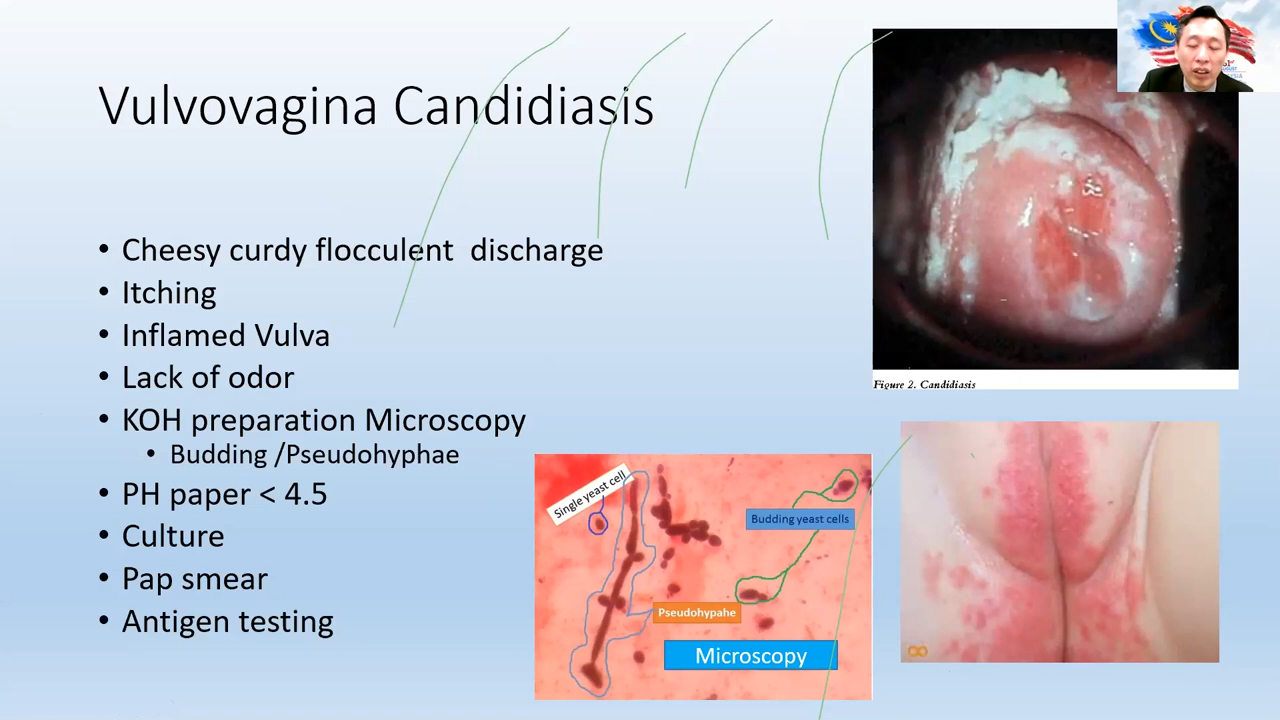 Vulvovagina Candidiasis
• Cheesy curdy flocculent discharge
• Itching
• Inflamed Vulva
• Lack of odor
• KOH preparation Microscopy
• Budding /Pseudohyphae
• PH paper < 4.5
• Culture
• Pap smear
• Antigen testing
Single yeast cell
Budding yeast cells
Pseudohypahe
Microscopy
Figure 2. Candidiasis